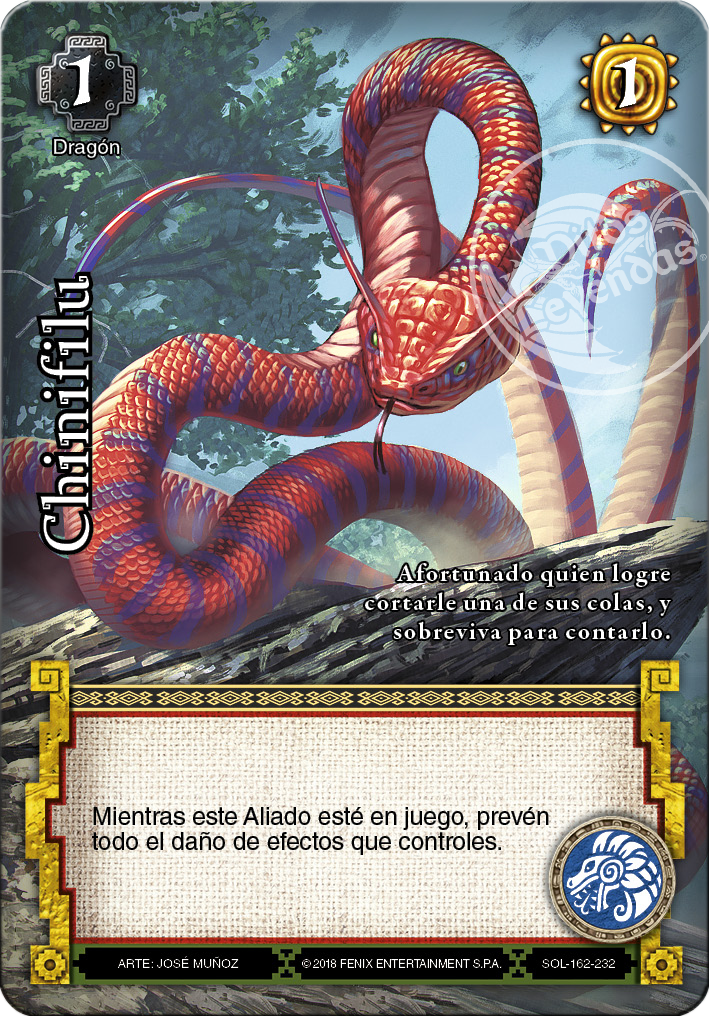 1
Dragón
1
Mitos
Leyendas
Chinifilu
Afortunado quien logre
cortarle una de sus colas, y
sobreviva para contarlo.
Mientras este Aliado esté en juego, prevén
todo el daño de efectos que controles.
ARTE: JOSÉ MUÑOZ
©2018 FENIX ENTERTAINMENT S.P.A.
SOL-162-232